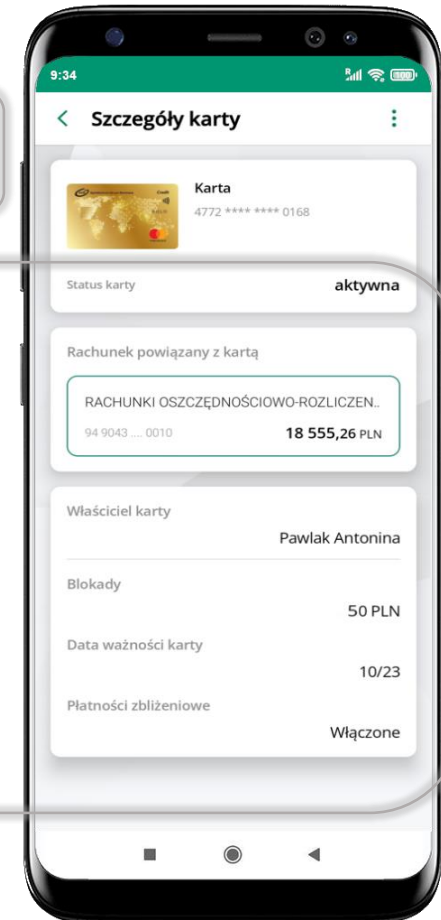 9:34
Szczegóły karty
Karta
4772 **** **** 0168
Status karty
aktywna
Rachunek powiązany z kartą
RACHUNKI OSZCZĘDNOŚCIOWO-ROZLICZEN..
94 9043 .... 0010
18 555,26 PLN
Właściciel karty
Pawlak Antonina
Blokady
50 PLN
Data ważności karty
10/23
Płatności zbliżeniowe
Włączone